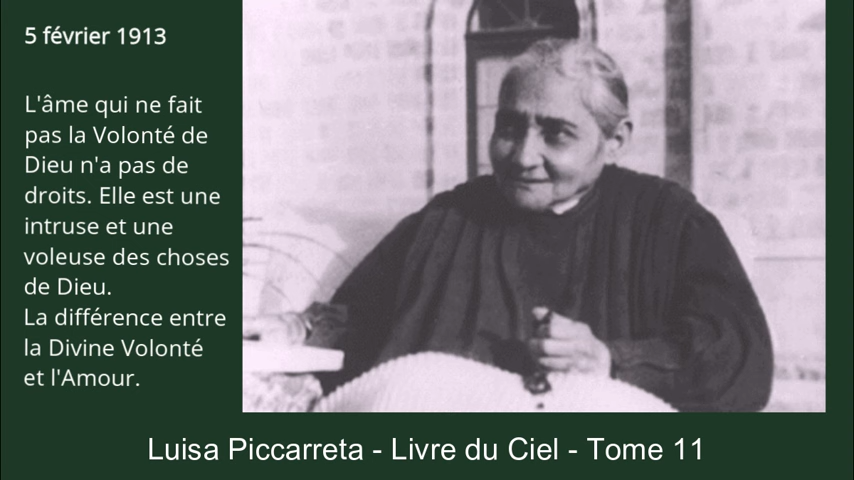 5 février 1913
L'âme qui ne fait
pas la Volonté de
Dieu n'a pas de
droits. Elle est une
intruse et une
voleuse des choses
de Dieu.
La différence entre
la Divine Volonté
et l'Amour.
Luisa Piccarreta - Livre du Ciel - Tome 11